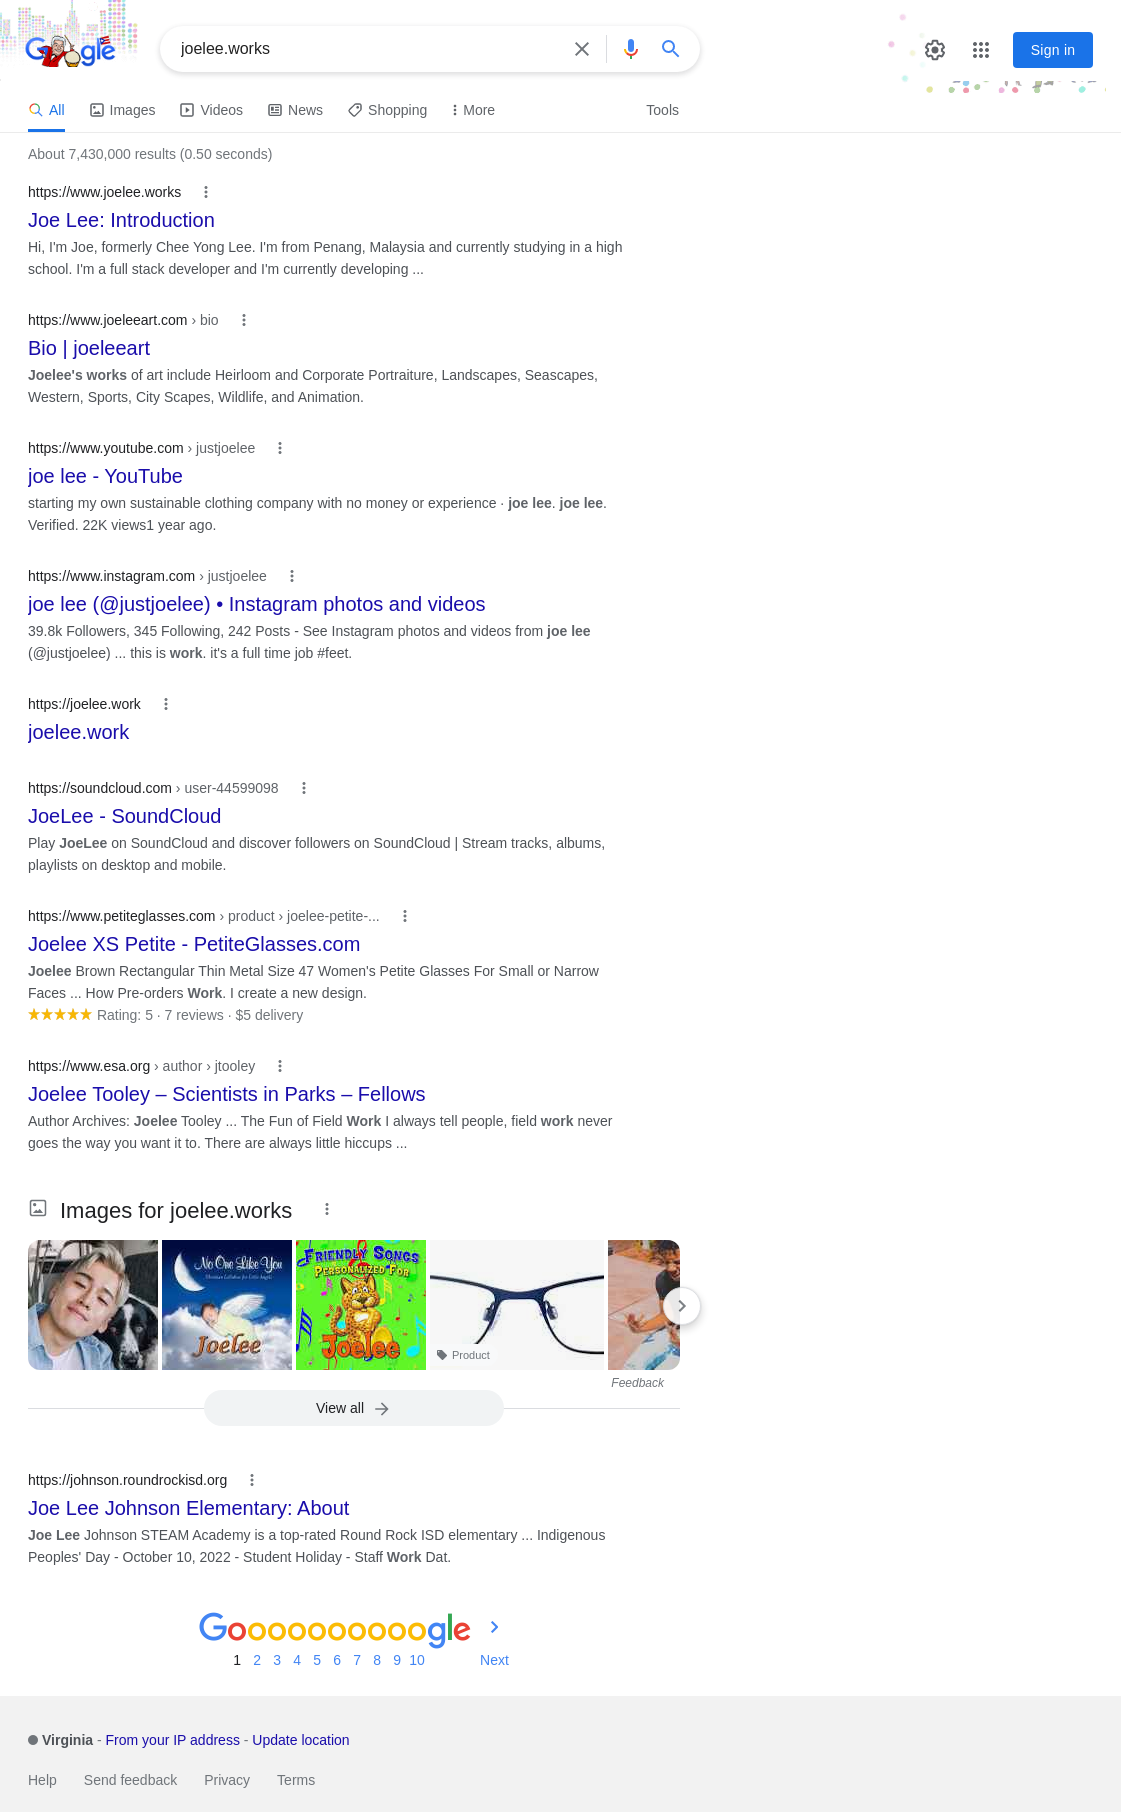 Google
joelee.works
Sign in
All
Images
Videos
News
Shopping
More
Tools
About 7,430,000 results (0.50 seconds)
https://www.joelee.works
Joe Lee: Introduction
Hi, I'm Joe, formerly Chee Yong Lee. I'm from Penang, Malaysia and currently studying in a high
school. I'm a full stack developer and I'm currently developing ...
https://www.joeleeart.com › bio
Bio | joeleeart
Joelee's works of art include Heirloom and Corporate Portraiture, Landscapes, Seascapes,
Western, Sports, City Scapes, Wildlife, and Animation.
https://www.youtube.com › justjoelee
joe lee - YouTube
starting my own sustainable clothing company with no money or experience · joe lee. joe lee.
Verified. 22K views1 year ago.
https://www.instagram.com › justjoelee
joe lee (@justjoelee) • Instagram photos and videos
39.8k Followers, 345 Following, 242 Posts - See Instagram photos and videos from joe lee
(@justjoelee) ... this is work. it's a full time job #feet.
https://joelee.work
joelee.work
https://soundcloud.com › user-44599098
JoeLee - SoundCloud
Play JoeLee on SoundCloud and discover followers on SoundCloud | Stream tracks, albums,
playlists on desktop and mobile.
https://www.petiteglasses.com › product › joelee-petite-...
Joelee XS Petite - PetiteGlasses.com
Joelee Brown Rectangular Thin Metal Size 47 Women's Petite Glasses For Small or Narrow
Faces ... How Pre-orders Work. I create a new design.
Rating: 5 · 7 reviews · $5 delivery
https://www.esa.org › author › jtooley
Joelee Tooley – Scientists in Parks – Fellows
Author Archives: Joelee Tooley ... The Fun of Field Work I always tell people, field work never
goes the way you want it to. There are always little hiccups ...
Images for joelee.works
No One Like You
Joelee
FRIENDLY SONGS
PERSONALIZED FOR
Joelee
Product
Feedback
View all
https://johnson.roundrockisd.org
Joe Lee Johnson Elementary: About
Joe Lee Johnson STEAM Academy is a top-rated Round Rock ISD elementary ... Indigenous
Peoples' Day - October 10, 2022 - Student Holiday - Staff Work Dat.
Goooooooooogle
1 2 3 4 5 6 7 8 9 10 Next
Virginia - From your IP address - Update location
Help
Send feedback
Privacy
Terms